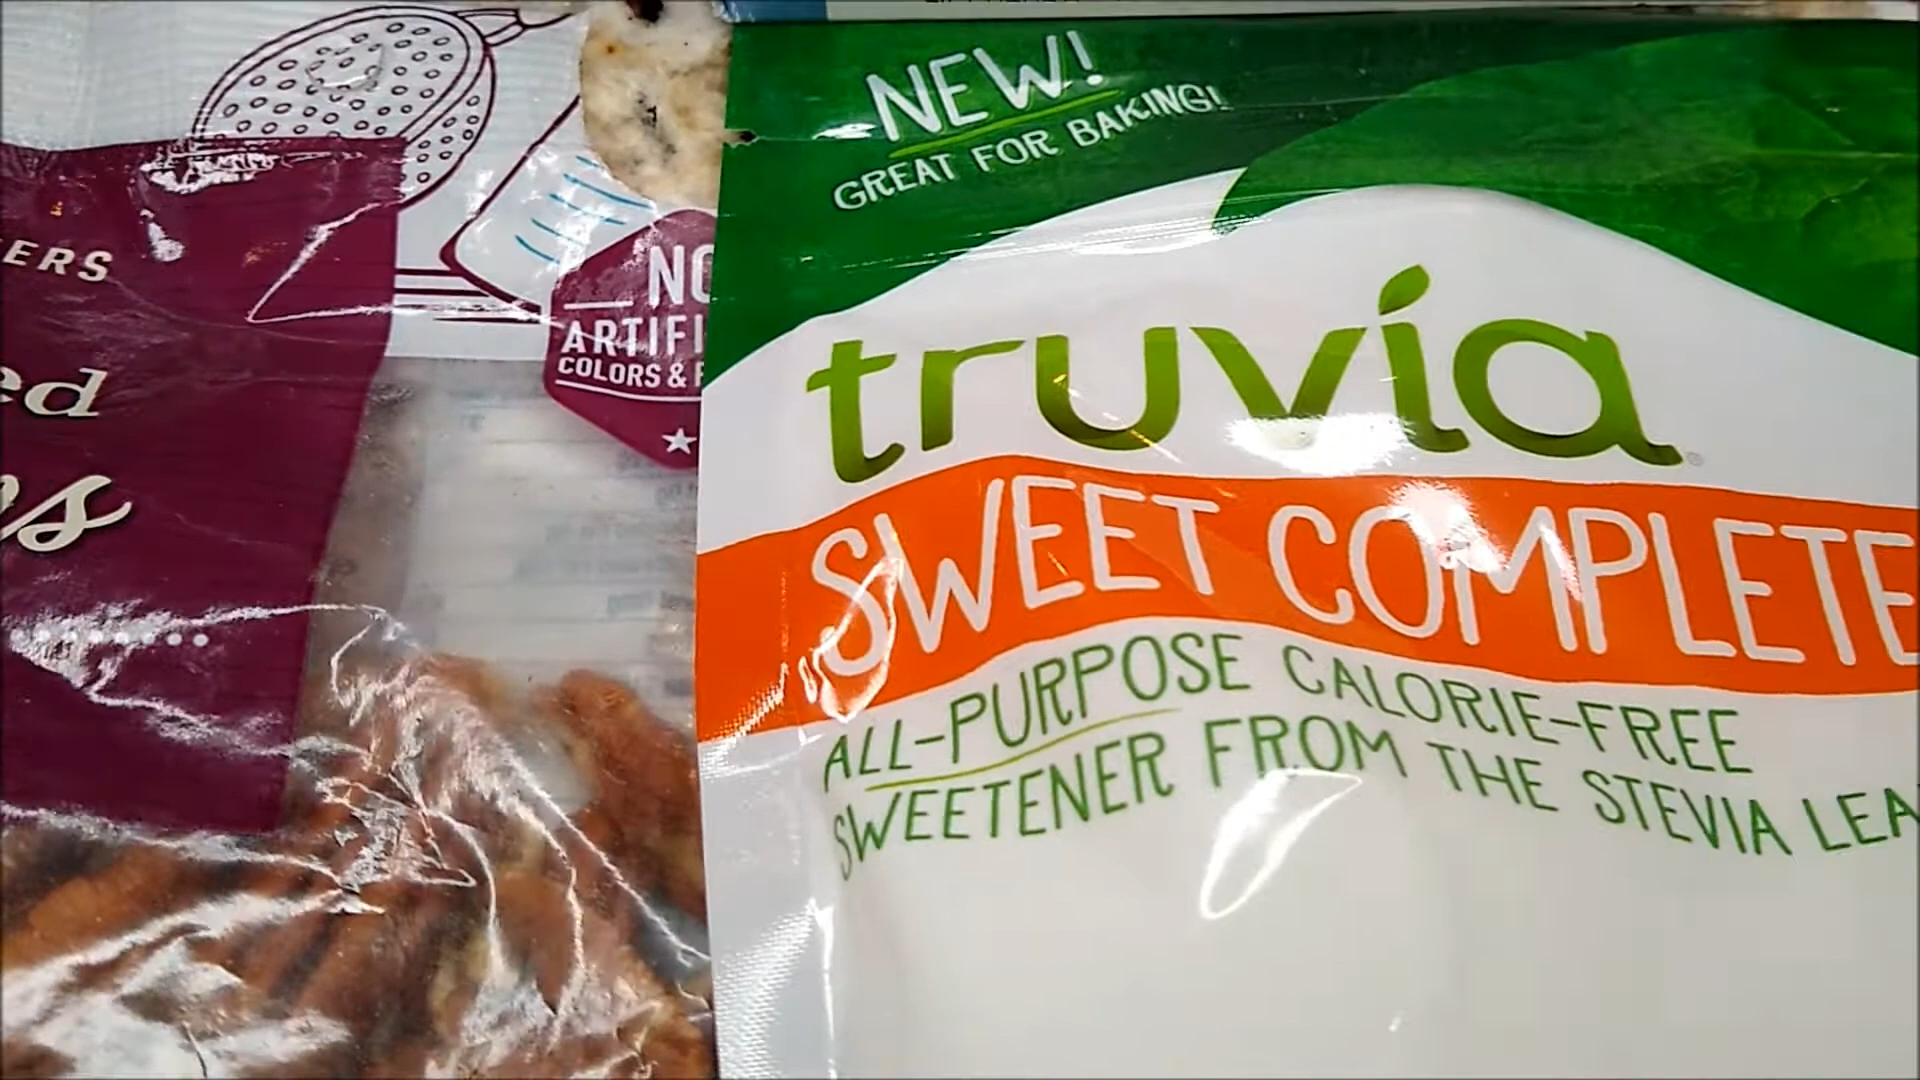 ERS
ed
s
NO
ARTIFI
COLORS &
NEW!
GREAT FOR BAKING!
truvía
SWEET COMPLETE
ALL-PURPOSE CALORIE-FREE
SWEETENER FROM THE STEVIA LEA